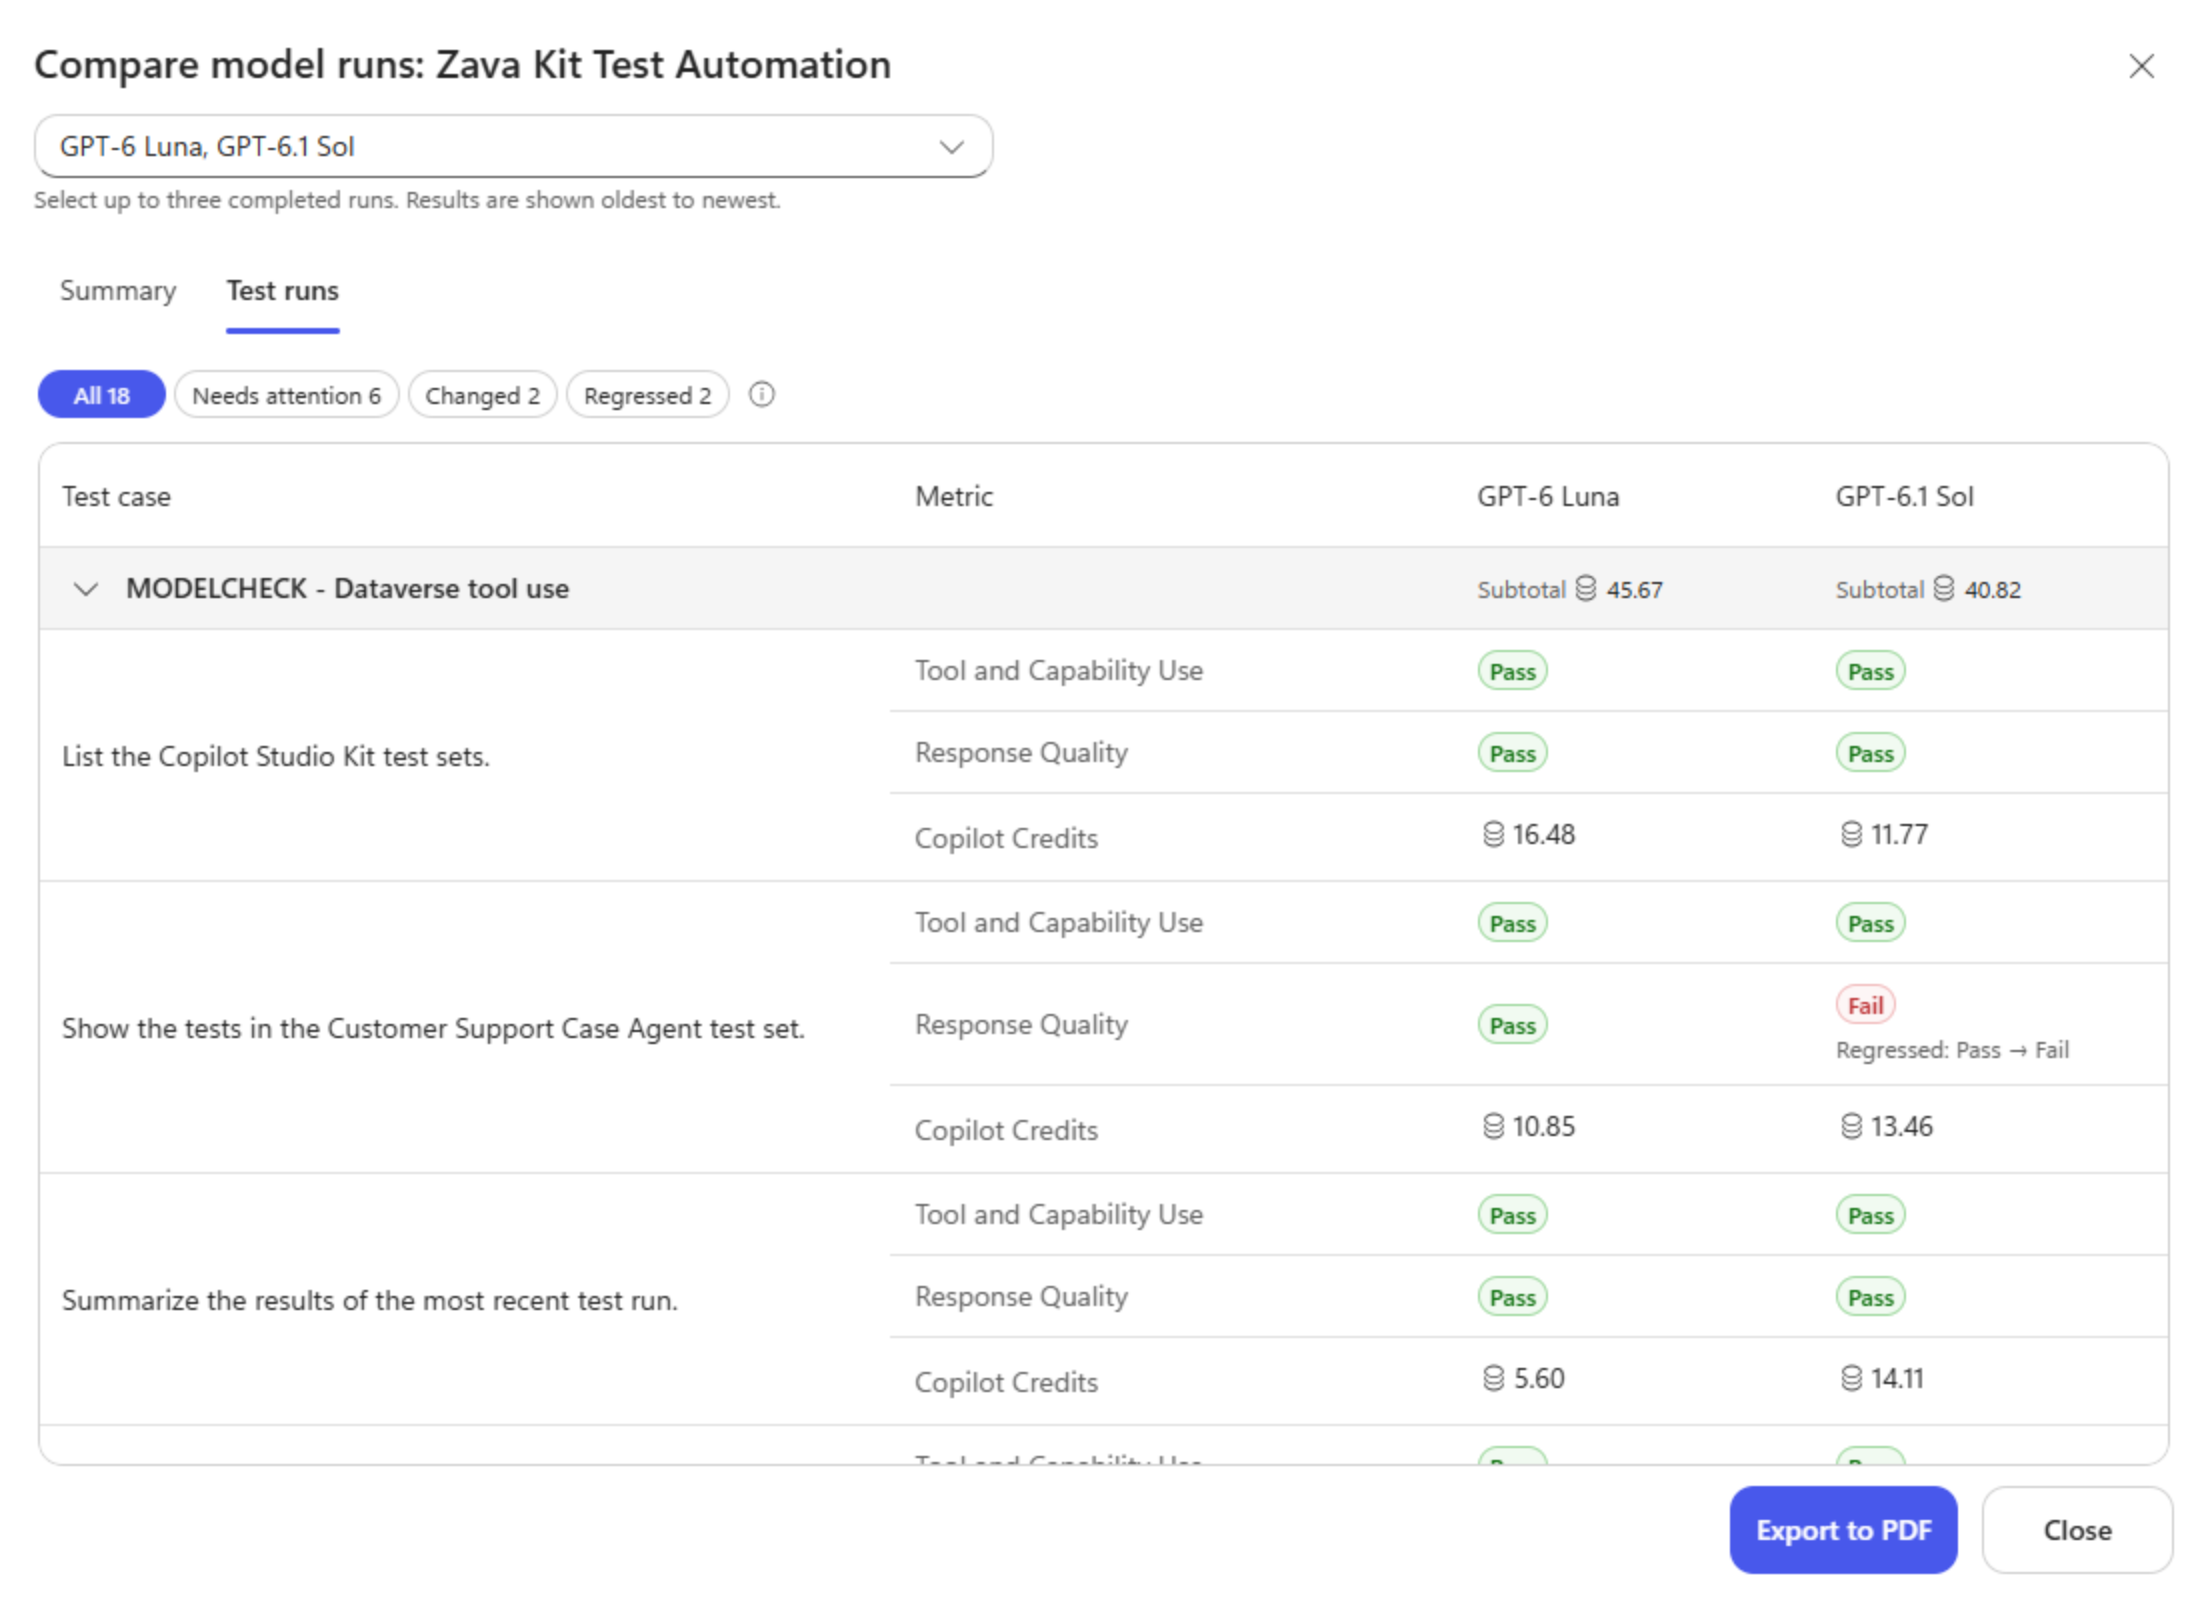 Compare model runs: Zava Kit Test Automation
GPT-6 Luna, GPT-6.1 Sol
Select up to three completed runs. Results are shown oldest to newest.
Summary Test runs
All 18 Needs attention 6 Changed 2 Regressed 2
Test case Metric GPT-6 Luna GPT-6.1 Sol
MODELCHECK - Dataverse tool use Subtotal 45.67 Subtotal 40.82
Tool and Capability Use Pass Pass
List the Copilot Studio Kit test sets. Response Quality Pass Pass
Copilot Credits 16.48 11.77
Tool and Capability Use Pass Pass
Show the tests in the Customer Support Case Agent test set. Response Quality Pass Fail
Regressed: Pass → Fail
Copilot Credits 10.85 13.46
Tool and Capability Use Pass Pass
Summarize the results of the most recent test run. Response Quality Pass Pass
Copilot Credits 5.60 14.11
Tool and Capability Use
Export to PDF Close